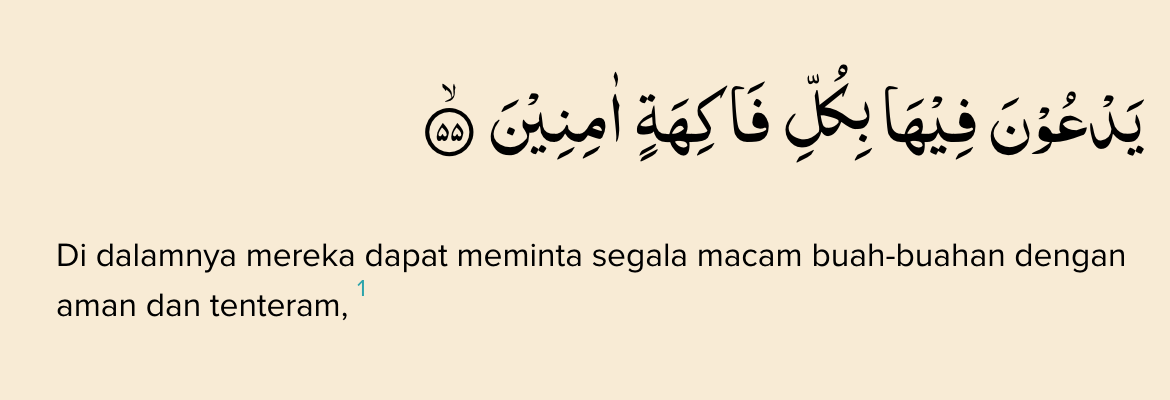 يَدْعُوْنَ فِيْهَا بِكُلِّ فَاكِهَةٍ اٰمِنِيْنَ ۙ ۝٥٥
Di dalamnya mereka dapat meminta segala macam buah-buahan dengan
aman dan tenteram, 1